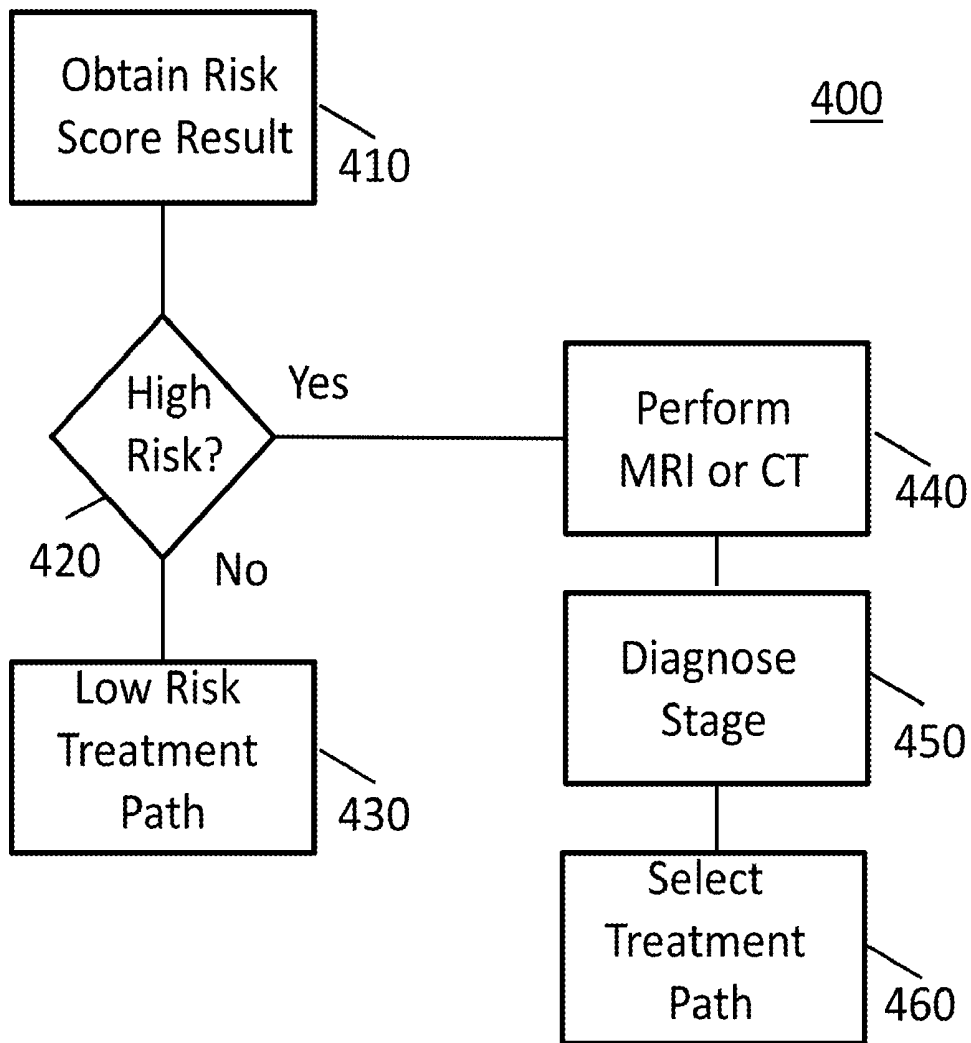 Obtain Risk
Score Result
410
400
High
Risk?
Yes
420
No
Low Risk
Treatment
Path
430
Perform
MRI or CT
440
Diagnose
Stage
450
Select
Treatment
Path
460